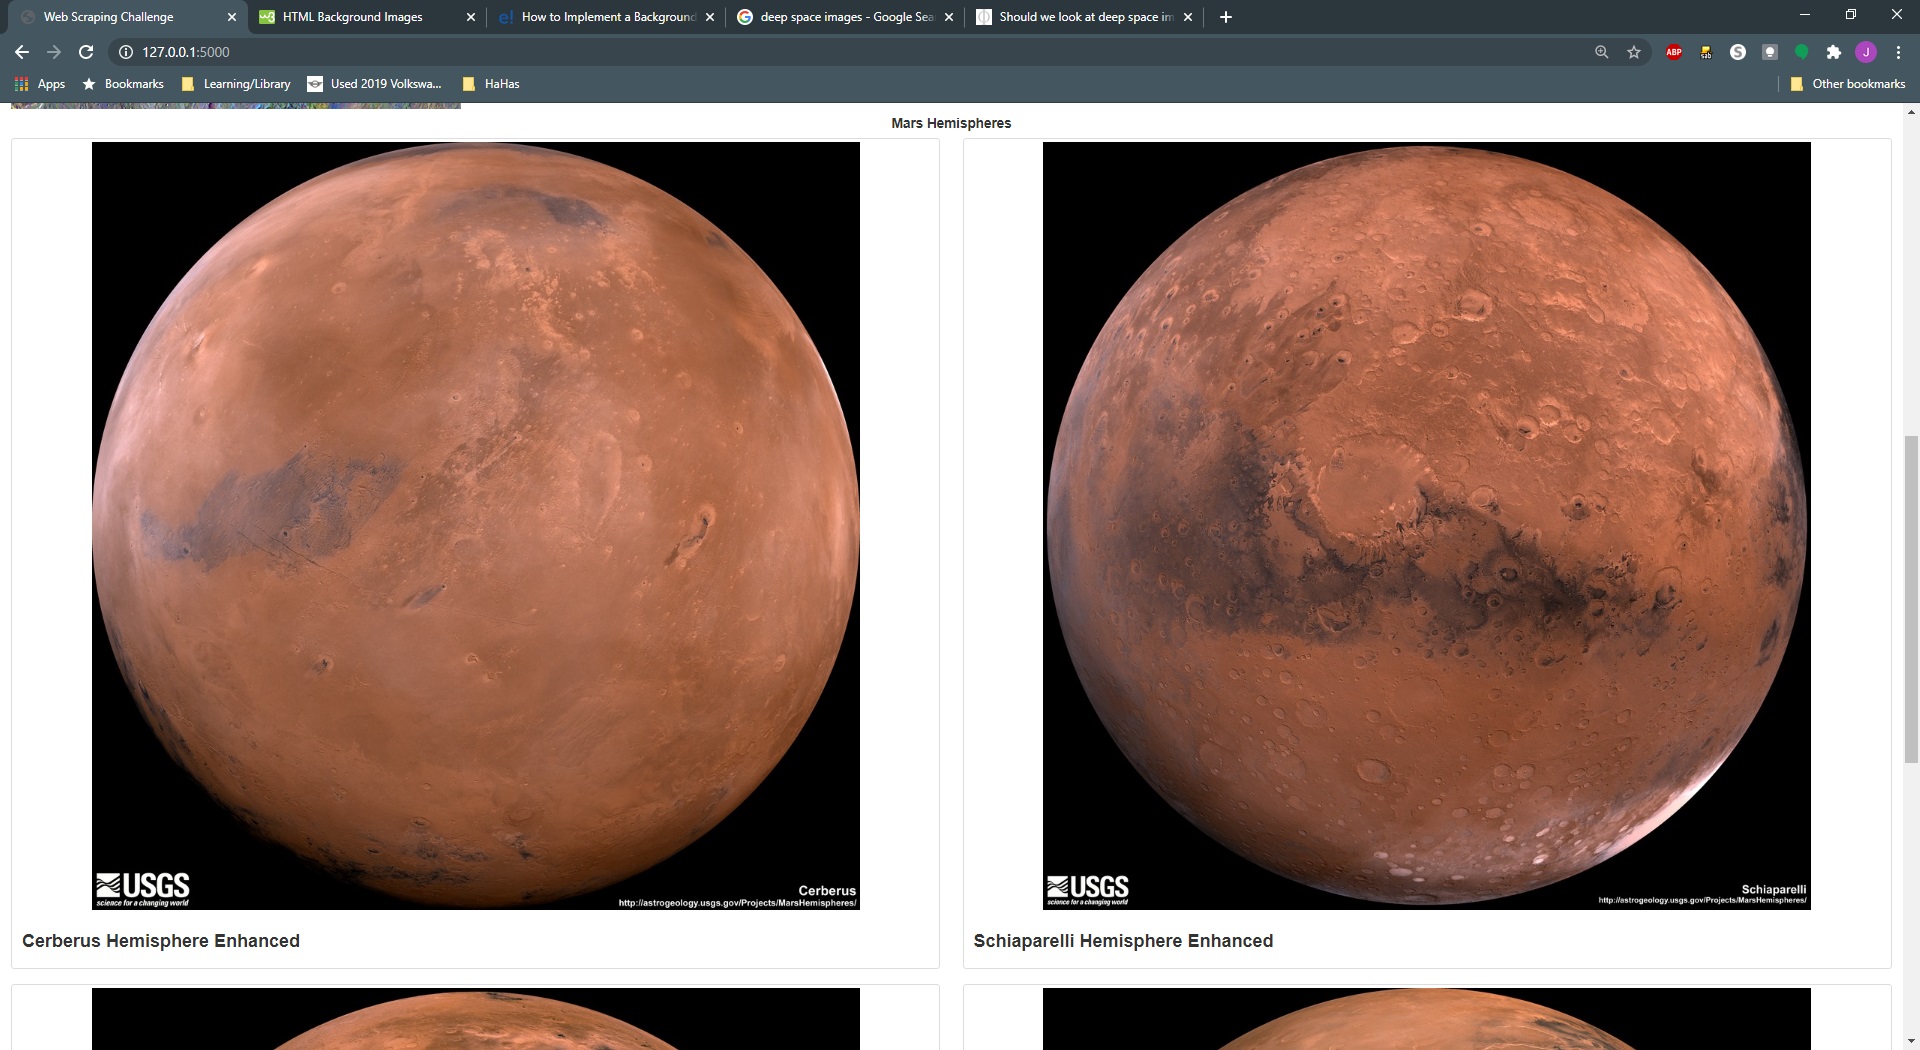 Web Scraping Challenge
HTML Background Images
How to Implement a Background
deep space images - Google Sea
Should we look at deep space im
127.0.0.1:5000
ABP
sab
S
J
Apps
Bookmarks
Learning/Library
Used 2019 Volkswa...
HaHas
Other bookmarks
Mars Hemispheres
USGS
science for a changing world
Cerberus
http://astrogeology.usgs.gov/Projects/MarsHemispheres/
USGS
science for a changing world
Schiaparelli
http://astrogeology.usgs.gov/Projects/MarsHemispheres/
Cerberus Hemisphere Enhanced
Schiaparelli Hemisphere Enhanced